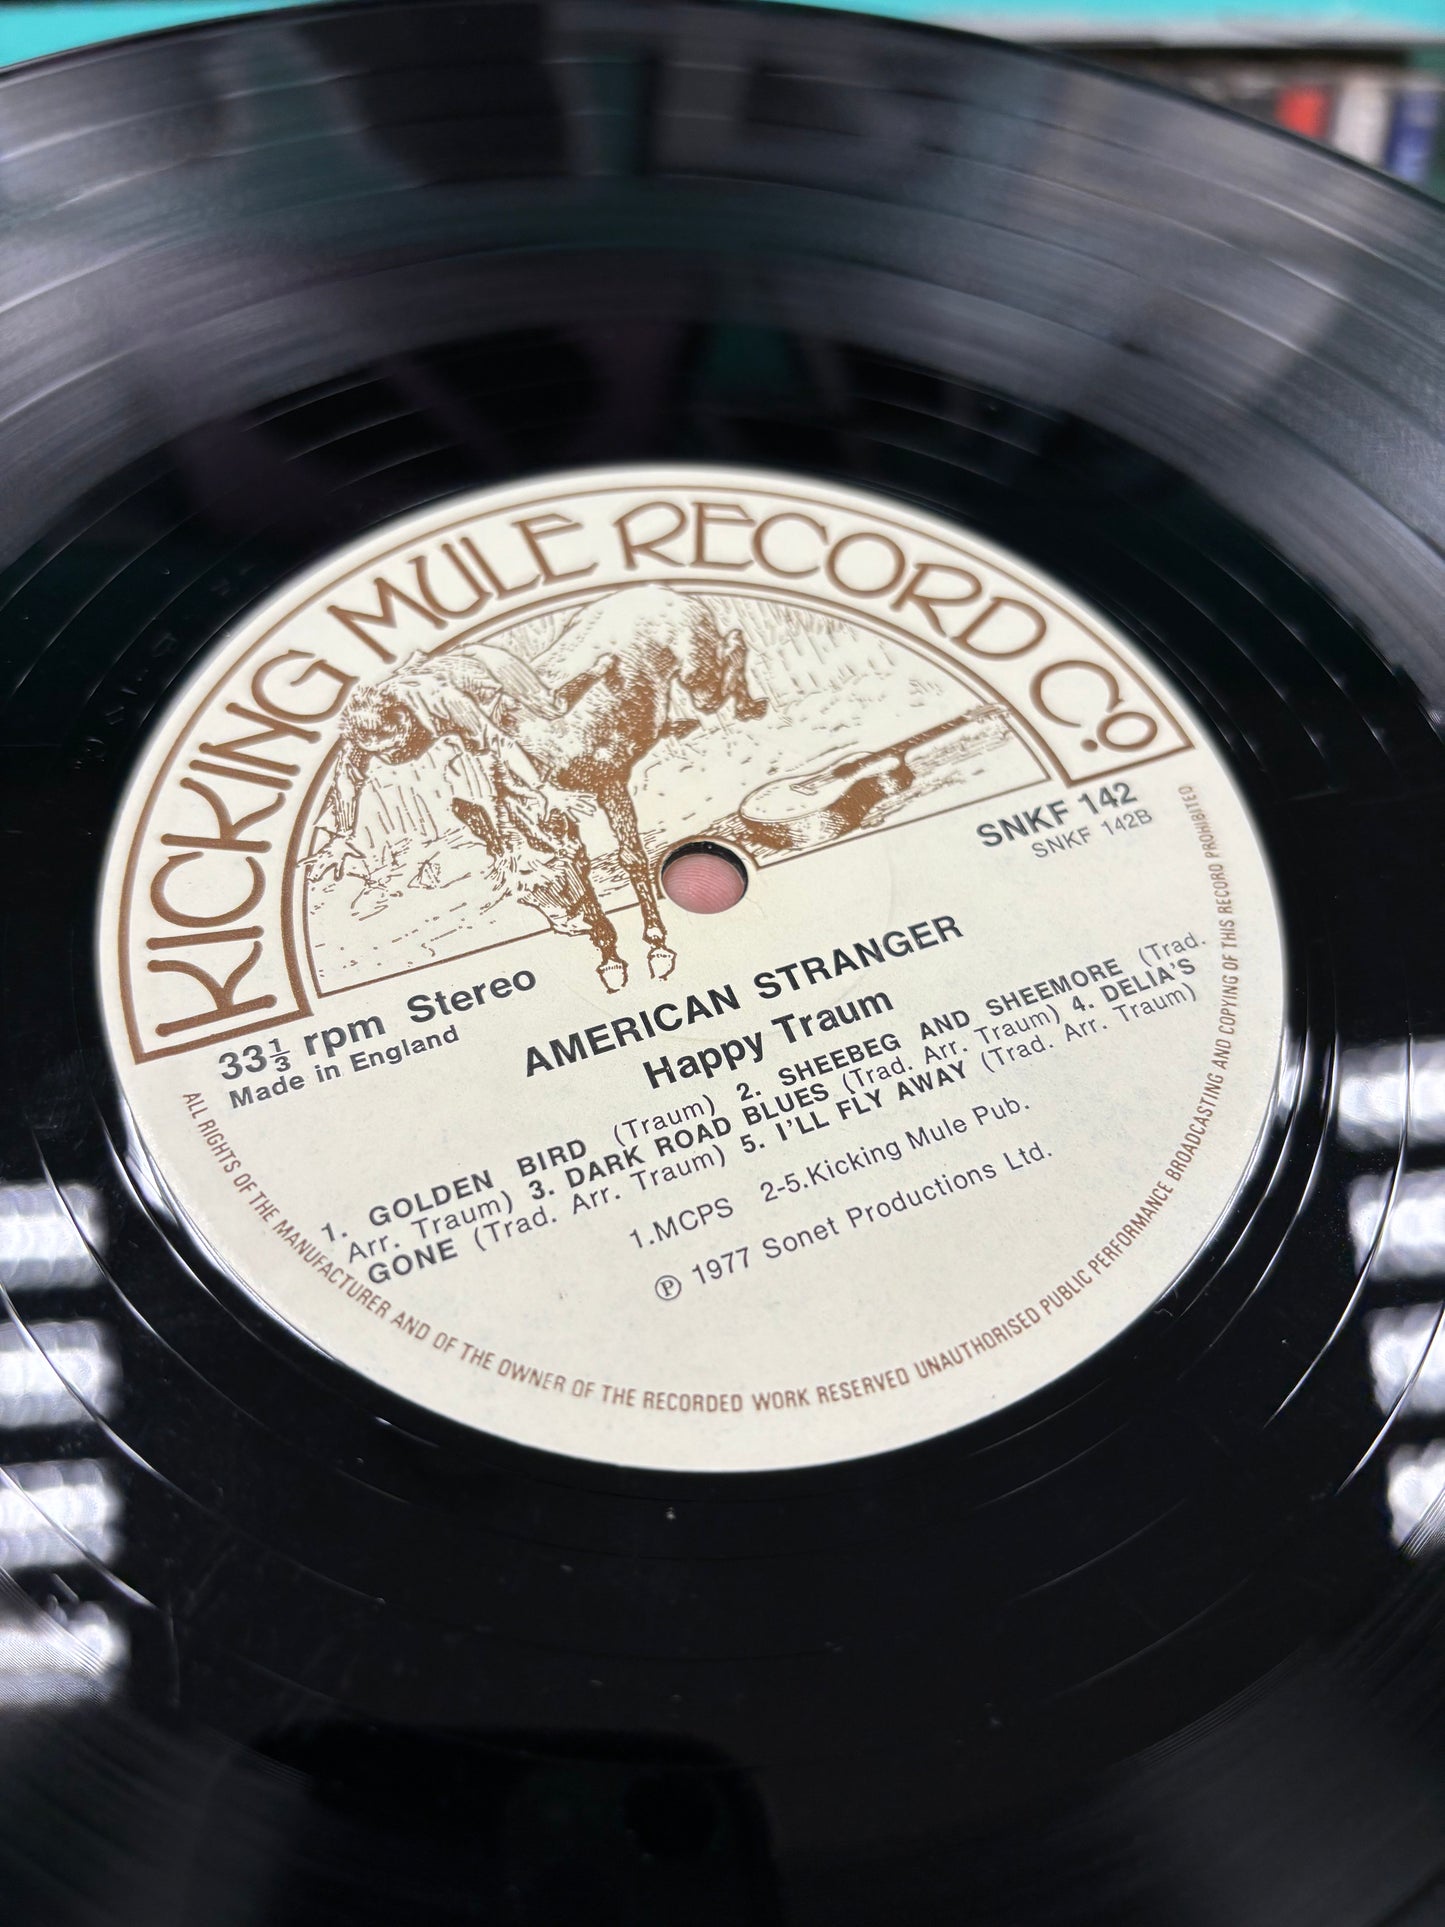 KICKING MULE RECORD CO.
SNKF 142
SNKF 142B
33⅓ rpm Stereo
Made in England
AMERICAN STRANGER
Happy Traum
1. GOLDEN BIRD (Traum) 2. SHEEBEG AND SHEEMORE (Trad.
Arr. Traum) 3. DARK ROAD BLUES (Trad. Arr. Traum) 4. DELIA'S
GONE (Trad. Arr. Traum) 5. I'LL FLY AWAY (Trad. Arr. Traum)
1.MCPS 2-5.Kicking Mule Pub.
℗ 1977 Sonet Productions Ltd.
ALL RIGHTS OF THE MANUFACTURER AND OF THE OWNER OF THE RECORDED WORK RESERVED UNAUTHORISED PUBLIC PERFORMANCE BROADCASTING AND COPYING OF THIS RECORD PROHIBITED